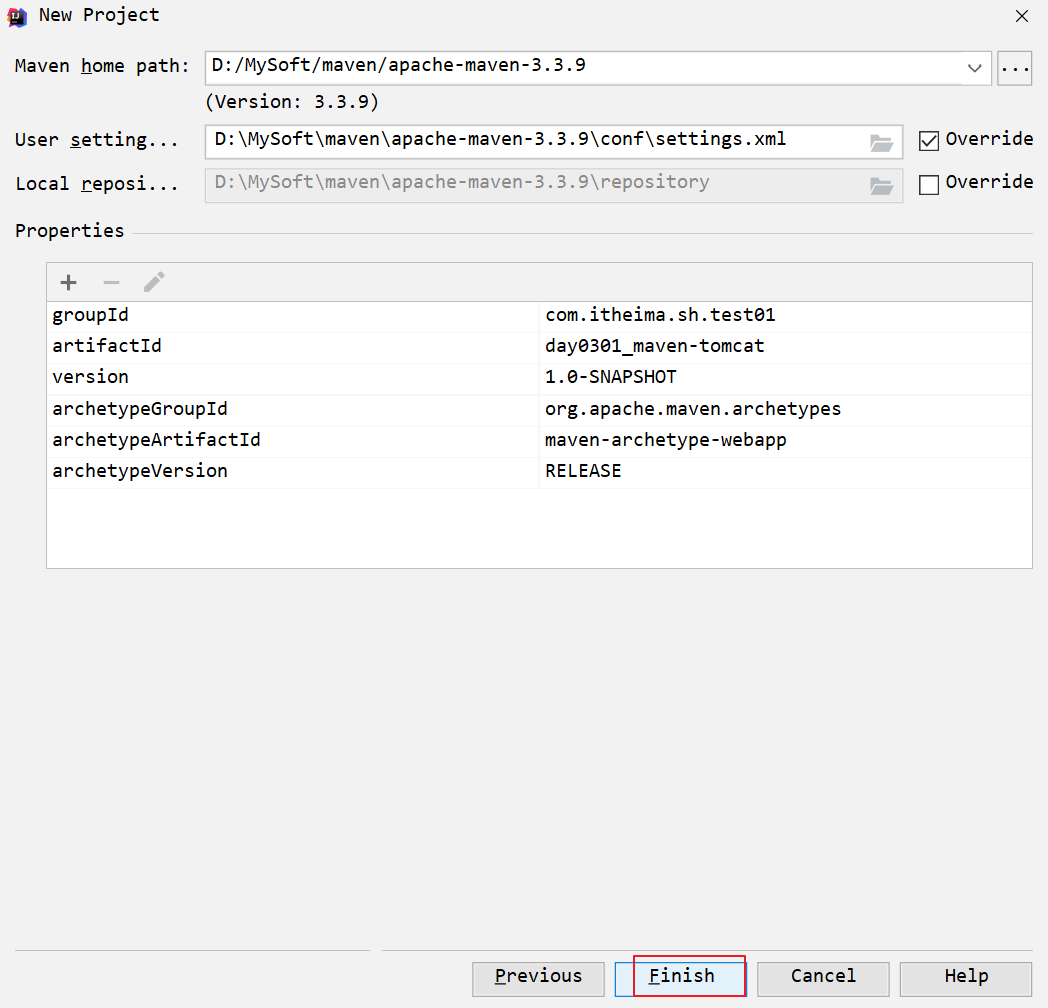 New Project
Maven home path: D:/MySoft/maven/apache-maven-3.3.9 ...
(Version: 3.3.9)
User setting... D:\MySoft\maven\apache-maven-3.3.9\conf\settings.xml Override
Local reposi... D:\MySoft\maven\apache-maven-3.3.9\repository Override
Properties
groupId com.itheima.sh.test01
artifactId day0301_maven-tomcat
version 1.0-SNAPSHOT
archetypeGroupId org.apache.maven.archetypes
archetypeArtifactId maven-archetype-webapp
archetypeVersion RELEASE
Previous Finish Cancel Help